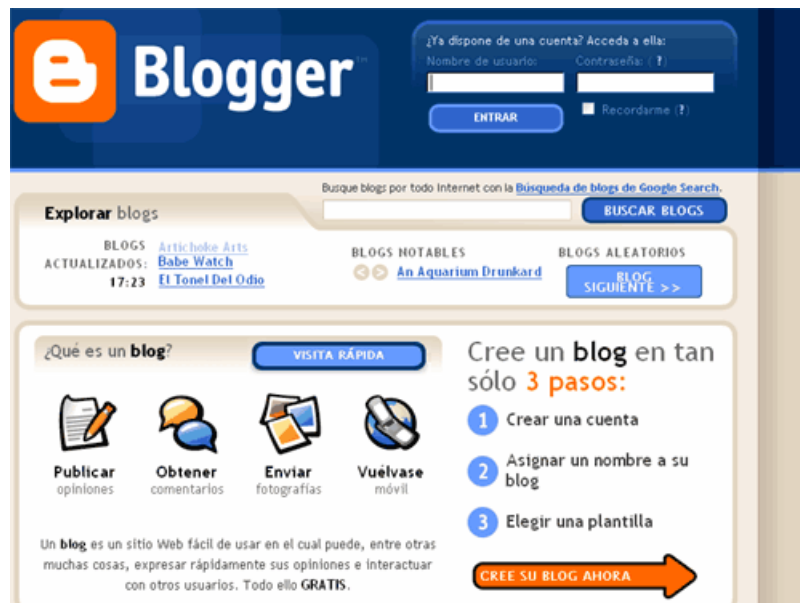 Blogger™
¿Ya dispone de una cuenta? Acceda a ella:
Nombre de usuario: Contraseña: (?)
ENTRAR
Recordarme (?)
Busque blogs por todo Internet con la Búsqueda de blogs de Google Search.
Explorar blogs
BUSCAR BLOGS
BLOGS ACTUALIZADOS:
17:23
Artichoke Arts
Babe Watch
El Tonel Del Odio
BLOGS NOTABLES
An Aquarium Drunkard
BLOGS ALEATORIOS
BLOG
SIGUIENTE >>
¿Qué es un blog?
VISITA RÁPIDA
Publicar
opiniones
Obtener
comentarios
Enviar
fotografías
Vuélvase
móvil
Un blog es un sitio Web fácil de usar en el cual puede, entre otras
muchas cosas, expresar rápidamente sus opiniones e interactuar
con otros usuarios. Todo ello GRATIS.
Cree un blog en tan
sólo 3 pasos:
1 Crear una cuenta
2 Asignar un nombre a su
blog
3 Elegir una plantilla
CREE SU BLOG AHORA